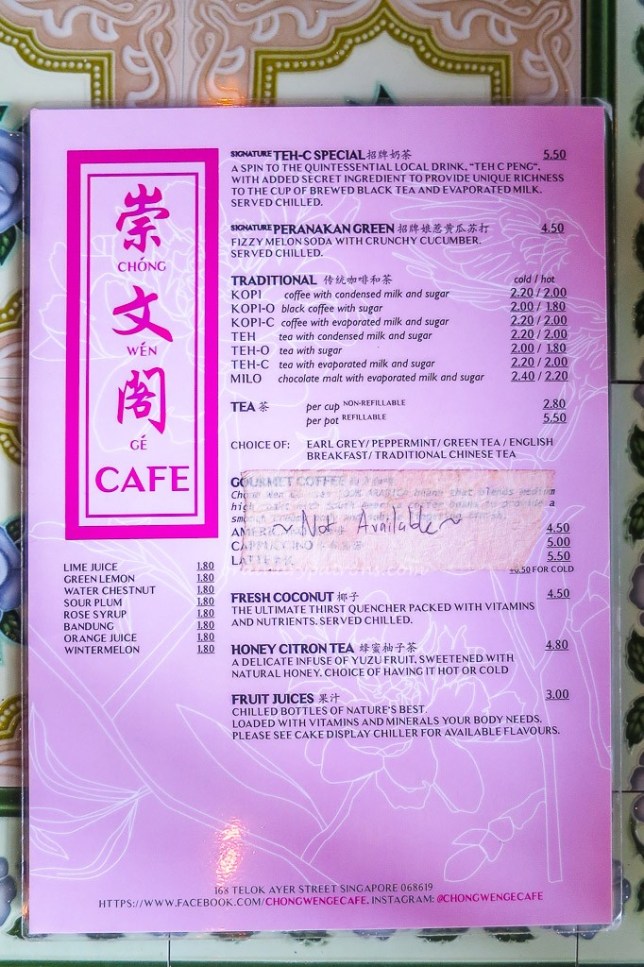 崇
CHÓNG
文
WÉN
阁
GÉ
CAFE
LIME JUICE 1.80
GREEN LEMON 1.80
WATER CHESTNUT 1.80
SOUR PLUM 1.80
ROSE SYRUP 1.80
BANDUNG 1.80
ORANGE JUICE 1.80
WINTERMELON 1.80
SIGNATURE TEH-C SPECIAL 招牌奶茶 5.50
A SPIN TO THE QUINTESSENTIAL LOCAL DRINK, "TEH C PENG",
WITH ADDED SECRET INGREDIENT TO PROVIDE UNIQUE RICHNESS
TO THE CUP OF BREWED BLACK TEA AND EVAPORATED MILK.
SERVED CHILLED.
SIGNATURE PERANAKAN GREEN 招牌娘惹黄瓜苏打 4.50
FIZZY MELON SODA WITH CRUNCHY CUCUMBER.
SERVED CHILLED.
TRADITIONAL 传统咖啡和茶 cold / hot
KOPI coffee with condensed milk and sugar 2.20 / 2.00
KOPI-O black coffee with sugar 2.00 / 1.80
KOPI-C coffee with evaporated milk and sugar 2.20 / 2.00
TEH tea with condensed milk and sugar 2.20 / 2.00
TEH-O tea with sugar 2.00 / 1.80
TEH-C tea with evaporated milk and sugar 2.20 / 2.00
MILO chocolate malt with evaporated milk and sugar 2.40 / 2.20
TEA 茶 per cup NON-REFILLABLE 2.80
per pot REFILLABLE 5.50
CHOICE OF: EARL GREY/ PEPPERMINT/ GREEN TEA / ENGLISH
BREAKFAST/ TRADITIONAL CHINESE TEA
GOURMET COFFEE
~ Not Available ~
AMERICANO 4.50
CAPPUCCINO 5.00
LATTE 5.50
+0.50 FOR COLD
FRESH COCONUT 椰子 4.50
THE ULTIMATE THIRST QUENCHER PACKED WITH VITAMINS
AND NUTRIENTS. SERVED CHILLED.
HONEY CITRON TEA 蜂蜜柚子茶 4.80
A DELICATE INFUSE OF YUZU FRUIT. SWEETENED WITH
NATURAL HONEY. CHOICE OF HAVING IT HOT OR COLD
FRUIT JUICES 果汁 3.00
CHILLED BOTTLES OF NATURE'S BEST.
LOADED WITH VITAMINS AND MINERALS YOUR BODY NEEDS.
PLEASE SEE CAKE DISPLAY CHILLER FOR AVAILABLE FLAVOURS.
168 TELOK AYER STREET SINGAPORE 068619
HTTPS://WWW.FACEBOOK.COM/CHONGWENGECAFE. INSTAGRAM: @CHONGWENGECAFE